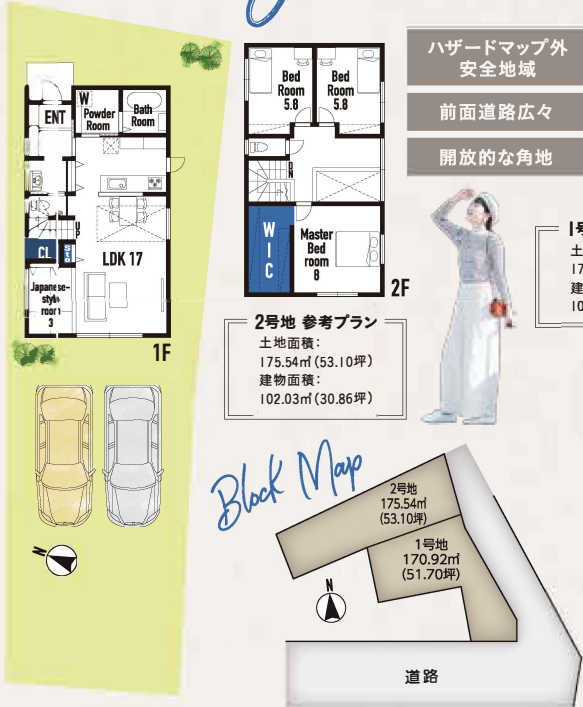 ハザードマップ外
安全地域
前面道路広々
開放的な角地
ENT
W
Powder
Room
Bath
Room
UP
CL
Sto
LDK 17
Japanese-
style
room
3
1F
Bed
Room
5.8
Bed
Room
5.8
DN
WIC
Master
Bed
room
8
2F
2号地 参考プラン
土地面積：
175.54㎡(53.10坪)
建物面積：
102.03㎡(30.86坪)
1号
土
17
建
10
N
Block Map
2号地
175.54㎡
(53.10坪)
1号地
170.92㎡
(51.70坪)
N
道路